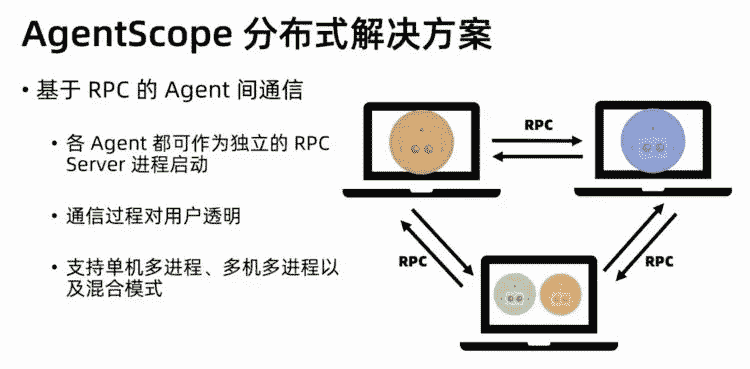 AgentScope 分布式解决方案
• 基于 RPC 的 Agent 间通信
• 各 Agent 都可作为独立的 RPC
Server 进程启动
• 通信过程对用户透明
• 支持单机多进程、多机多进程以
及混合模式
RPC
RPC
RPC